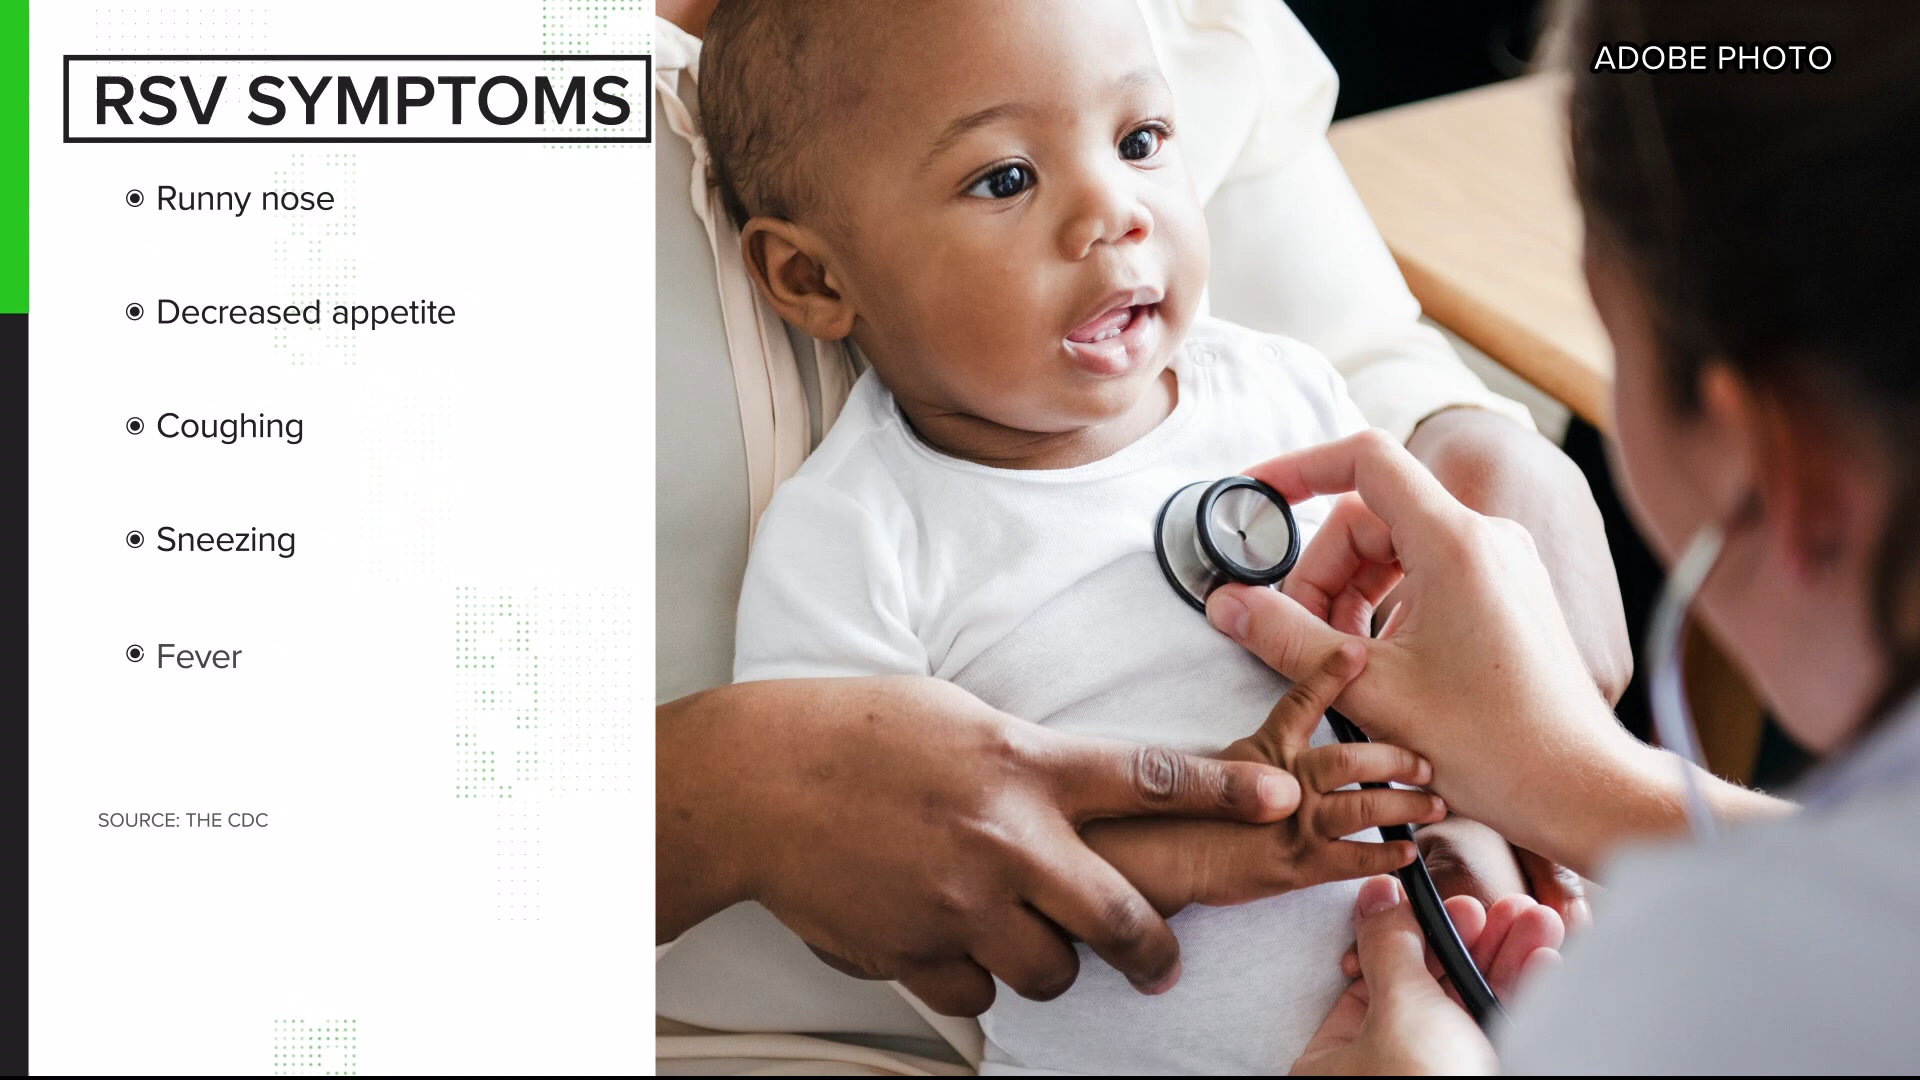 RSV SYMPTOMS
Runny nose
Decreased appetite
Coughing
Sneezing
Fever
SOURCE: THE CDC
ADOBE PHOTO